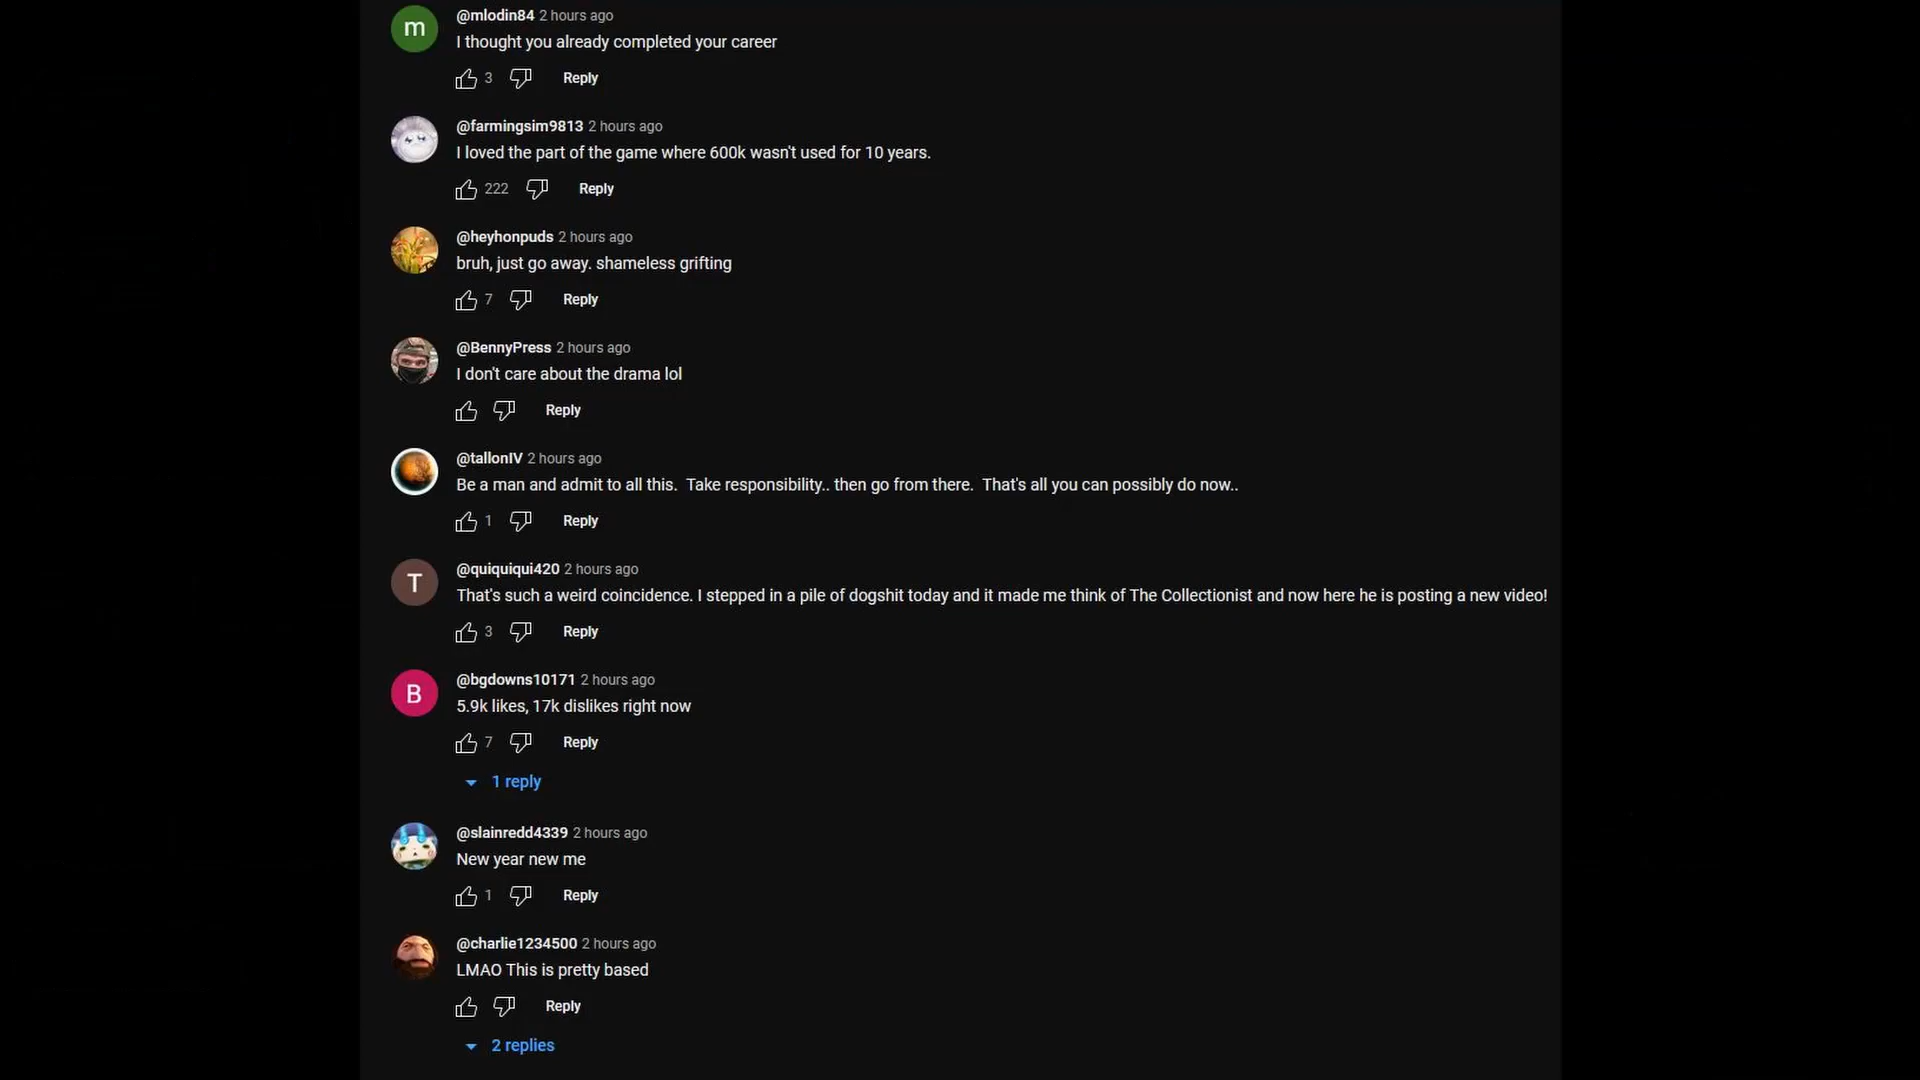 m
@mlodin84 2 hours ago
I thought you already completed your career
3 Reply
@farmingsim9813 2 hours ago
I loved the part of the game where 600k wasn't used for 10 years.
222 Reply
@heyhonpuds 2 hours ago
bruh, just go away. shameless grifting
7 Reply
@BennyPress 2 hours ago
I don't care about the drama lol
Reply
@tallonIV 2 hours ago
Be a man and admit to all this. Take responsibility.. then go from there. That's all you can possibly do now..
1 Reply
T
@quiquiqui420 2 hours ago
That's such a weird coincidence. I stepped in a pile of dogshit today and it made me think of The Collectionist and now here he is posting a new video!
3 Reply
B
@bgdowns10171 2 hours ago
5.9k likes, 17k dislikes right now
7 Reply
1 reply
@slainredd4339 2 hours ago
New year new me
1 Reply
@charlie1234500 2 hours ago
LMAO This is pretty based
Reply
2 replies